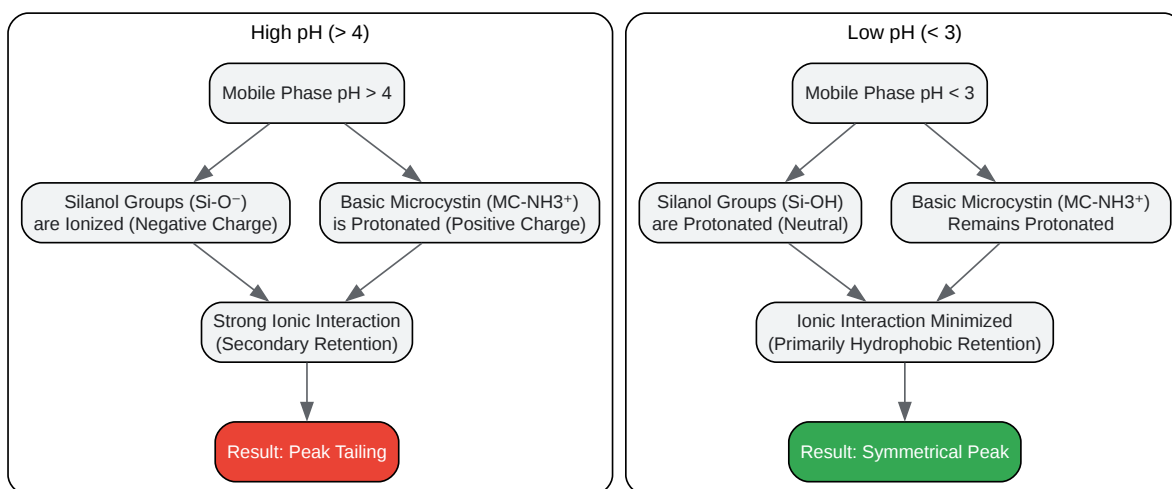 High pH (> 4)
Mobile Phase pH > 4
Silanol Groups (Si-O⁻)
are Ionized (Negative Charge)
Basic Microcystin (MC-NH3⁺)
is Protonated (Positive Charge)
Strong Ionic Interaction
(Secondary Retention)
Result: Peak Tailing
Low pH (< 3)
Mobile Phase pH < 3
Silanol Groups (Si-OH)
are Protonated (Neutral)
Basic Microcystin (MC-NH3⁺)
Remains Protonated
Ionic Interaction Minimized
(Primarily Hydrophobic Retention)
Result: Symmetrical Peak